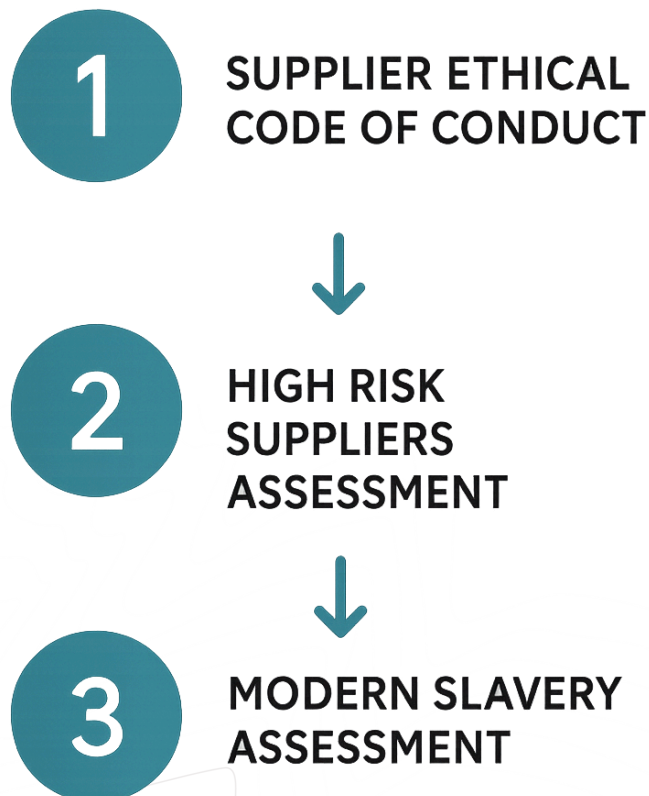 1
SUPPLIER ETHICAL
CODE OF CONDUCT
2
HIGH RISK
SUPPLIERS
ASSESSMENT
3
MODERN SLAVERY
ASSESSMENT